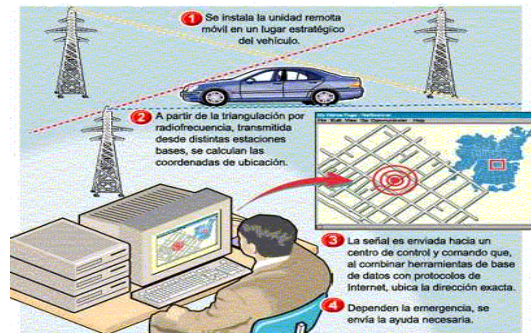 1 Se instala la unidad remoita
móvil en un lugar estratégico
del vehículo.
2 A partir de la triangulación por
radiofrecuencia, transmitida
desde distintas estaciones
bases, se calculan las
coordenadas de ubicación.
3 La señal es enviada hacia un
centro de control y comando que,
al combinar herramientas de base
de datos con protocolos de
Internet, ubica la dirección exacta.
4 Dependen la emergencia, se
envía la ayuda necesaria.